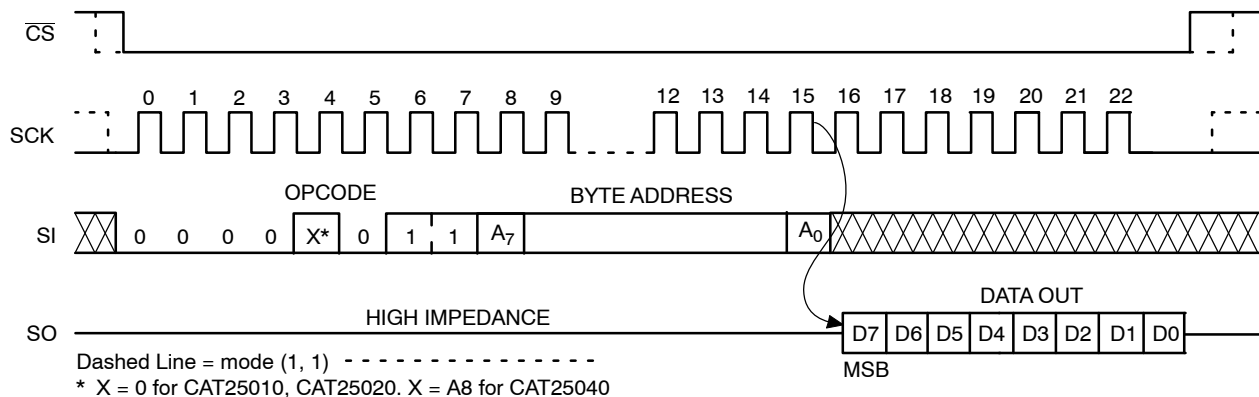 CS
0 1 2 3 4 5 6 7 8 9 12 13 14 15 16 17 18 19 20 21 22
SCK
OPCODE BYTE ADDRESS
SI 0 0 0 0 X* 0 1 1 A7 A0
DATA OUT
HIGH IMPEDANCE
SO D7 D6 D5 D4 D3 D2 D1 D0
Dashed Line = mode (1, 1)
MSB
* X = 0 for CAT25010, CAT25020. X = A8 for CAT25040